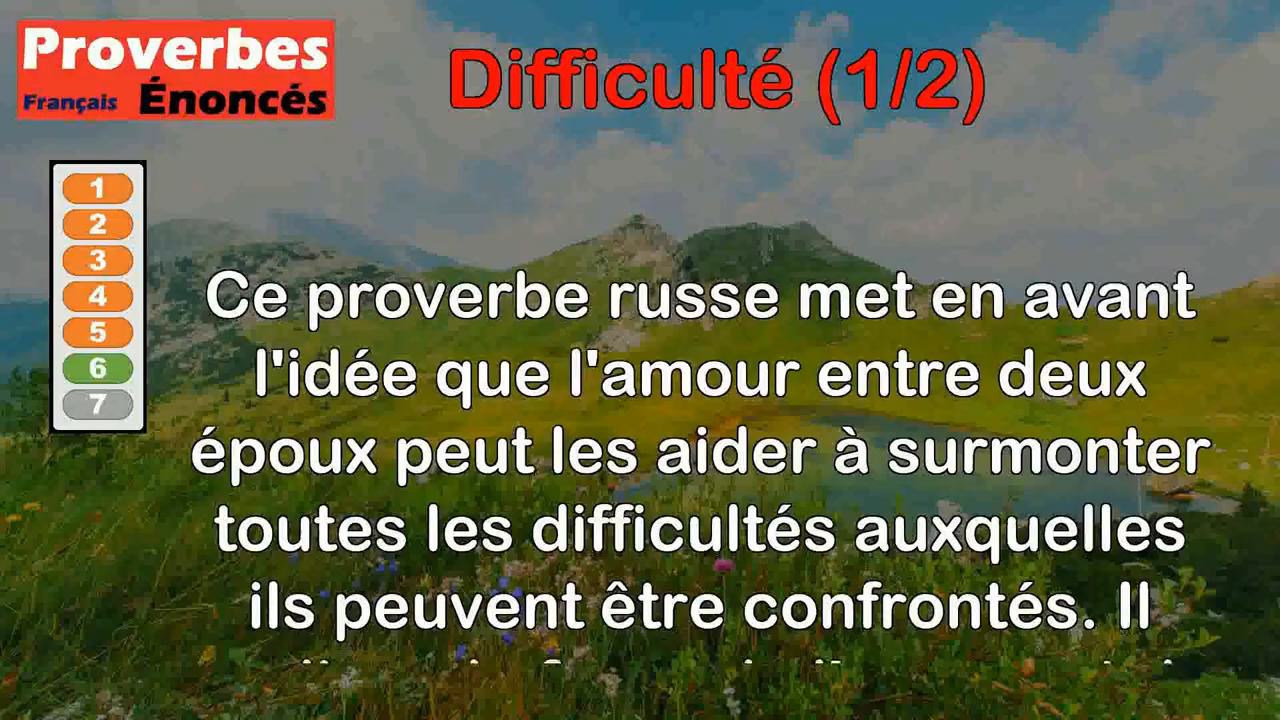 Proverbes
Français Énoncés
Difficulté (1/2)
1
2
3
4
5
6
7
Ce proverbe russe met en avant
l'idée que l'amour entre deux
époux peut les aider à surmonter
toutes les difficultés auxquelles
ils peuvent être confrontés. Il